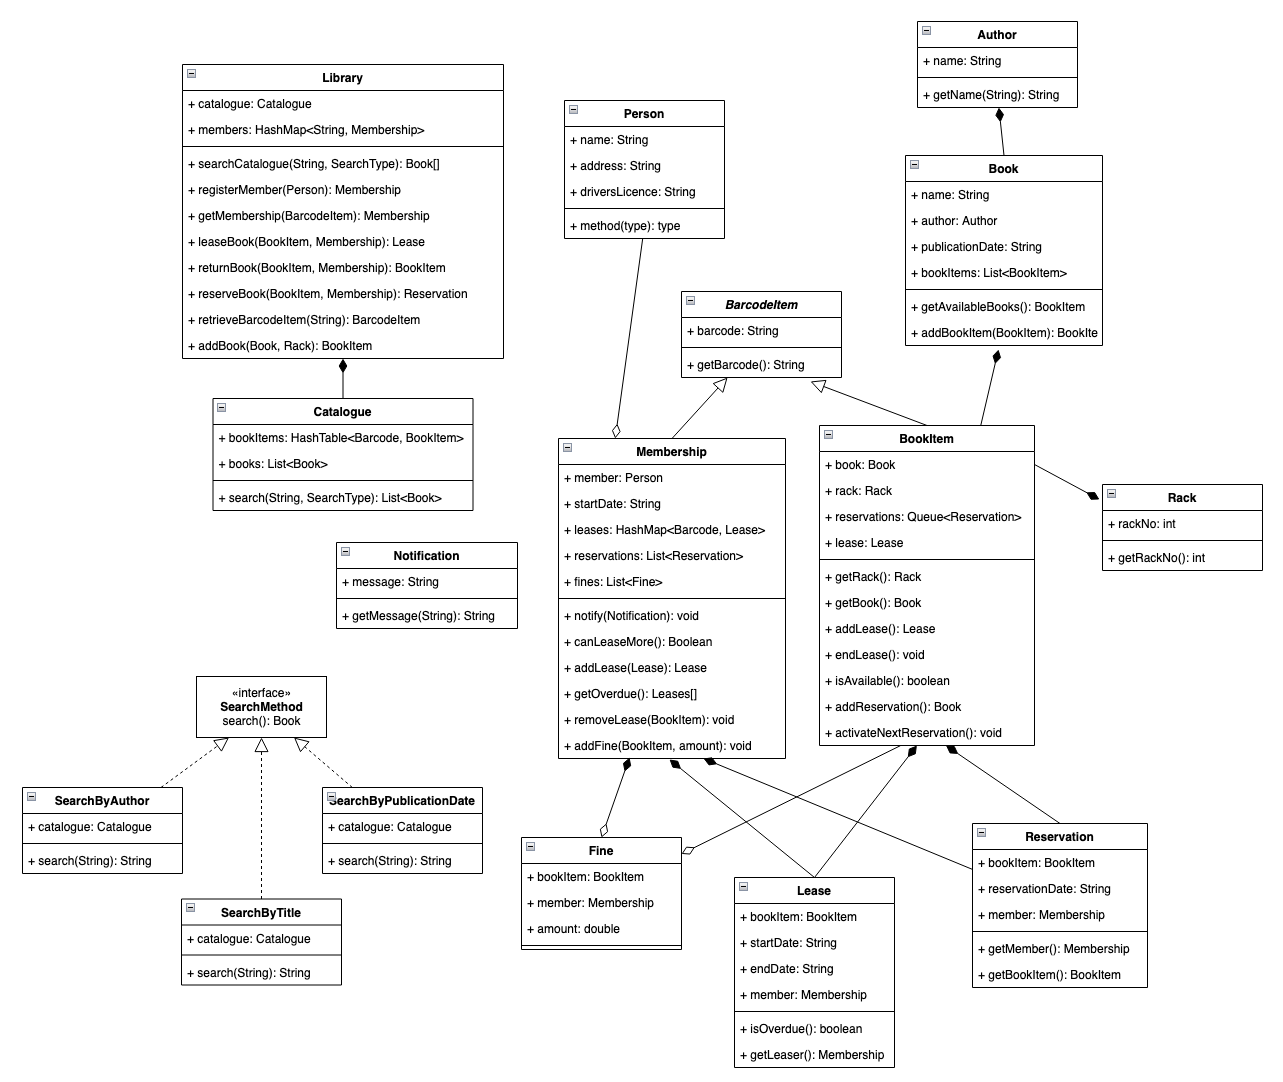 Author
+ name: String
+ getName(String): String
Library
+ catalogue: Catalogue
+ members: HashMap<String, Membership>
+ searchCatalogue(String, SearchType): Book[]
+ registerMember(Person): Membership
+ getMembership(BarcodeItem): Membership
+ leaseBook(BookItem, Membership): Lease
+ returnBook(BookItem, Membership): BookItem
+ reserveBook(BookItem, Membership): Reservation
+ retrieveBarcodeItem(String): BarcodeItem
+ addBook(Book, Rack): BookItem
Person
+ name: String
+ address: String
+ driversLicence: String
+ method(type): type
Book
+ name: String
+ author: Author
+ publicationDate: String
+ bookItems: List<BookItem>
+ getAvailableBooks(): BookItem
+ addBookItem(BookItem): BookIte
BarcodeItem
+ barcode: String
+ getBarcode(): String
Catalogue
+ bookItems: HashTable<Barcode, BookItem>
+ books: List<Book>
+ search(String, SearchType): List<Book>
Membership
+ member: Person
+ startDate: String
+ leases: HashMap<Barcode, Lease>
+ reservations: List<Reservation>
+ fines: List<Fine>
+ notify(Notification): void
+ canLeaseMore(): Boolean
+ addLease(Lease): Lease
+ getOverdue(): Leases[]
+ removeLease(BookItem): void
+ addFine(BookItem, amount): void
BookItem
+ book: Book
+ rack: Rack
+ reservations: Queue<Reservation>
+ lease: Lease
+ getRack(): Rack
+ getBook(): Book
+ addLease(): Lease
+ endLease(): void
+ isAvailable(): boolean
+ addReservation(): Book
+ activateNextReservation(): void
Rack
+ rackNo: int
+ getRackNo(): int
Notification
+ message: String
+ getMessage(String): String
«interface»
SearchMethod
search(): Book
SearchByAuthor
+ catalogue: Catalogue
+ search(String): String
SearchByPublicationDate
+ catalogue: Catalogue
+ search(String): String
SearchByTitle
+ catalogue: Catalogue
+ search(String): String
Fine
+ bookItem: BookItem
+ member: Membership
+ amount: double
Lease
+ bookItem: BookItem
+ startDate: String
+ endDate: String
+ member: Membership
+ isOverdue(): boolean
+ getLeaser(): Membership
Reservation
+ bookItem: BookItem
+ reservationDate: String
+ member: Membership
+ getMember(): Membership
+ getBookItem(): BookItem